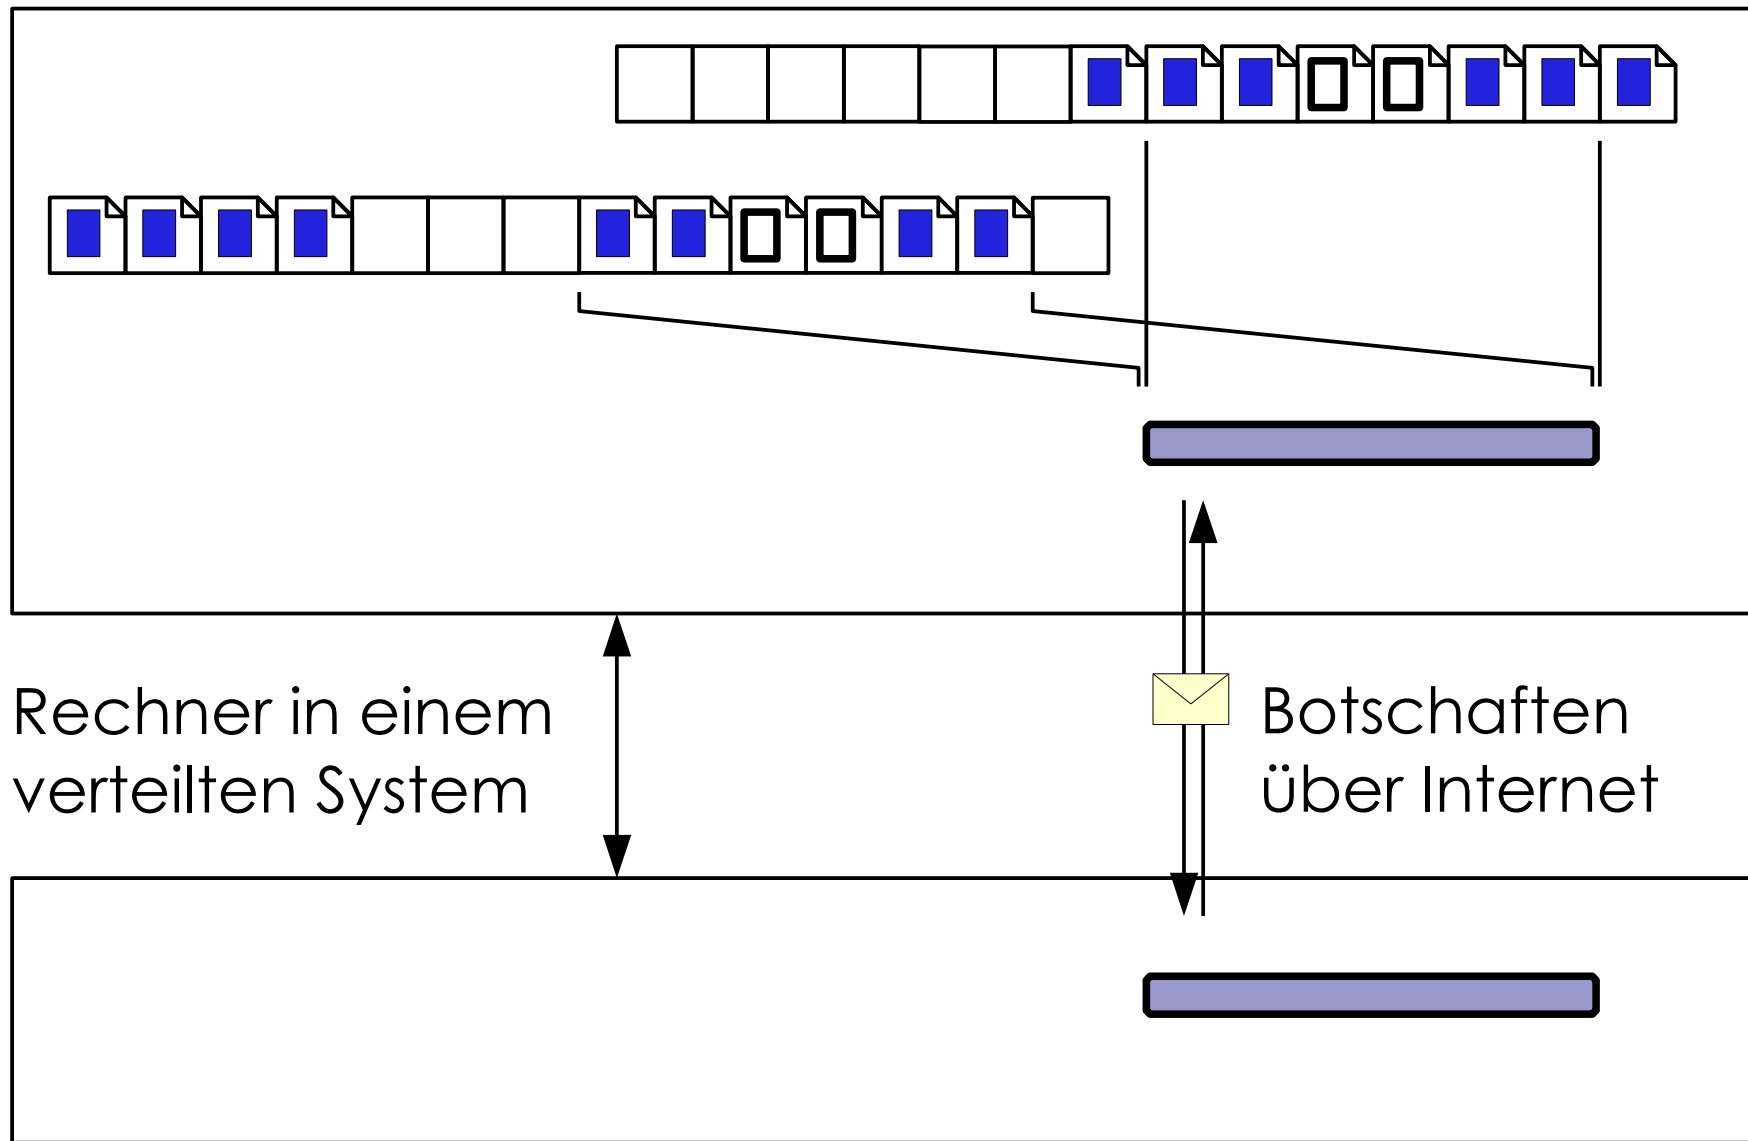 Rechner in einem
verteilten System
Botschaften
über Internet